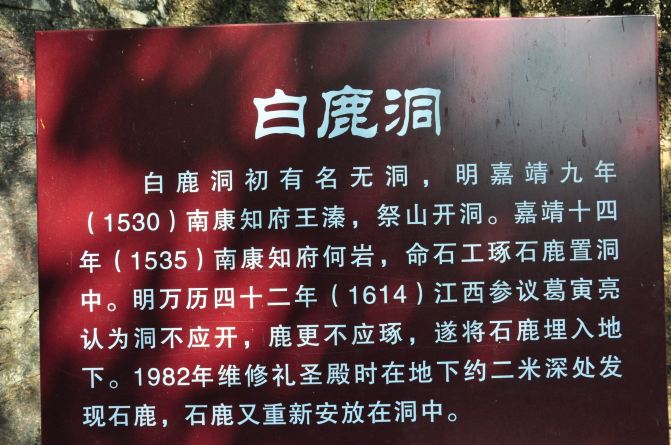 白鹿洞
白鹿洞初有名无洞，明嘉靖九年
（1530）南康知府王溱，祭山开洞。嘉靖十四
年（1535）南康知府何岩，命石工琢石鹿置洞
中。明万历四十二年（1614）江西参议葛寅亮
认为洞不应开，鹿更不应琢，遂将石鹿埋入地
下。1982年维修礼圣殿时在地下约二米深处发
现石鹿，石鹿又重新安放在洞中。